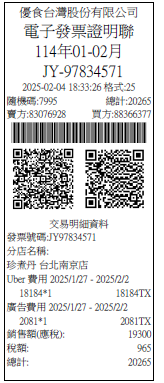 優食台灣股份有限公司
電子發票證明聯
114年01-02月
JY-97834571
2025-02-04 18:33:26 格式:25
隨機碼:7995 總計:20265
賣方:83076928 買方:88366377
交易明細資料
發票號碼:JY97834571
分店名稱:
珍煮丹 台北南京店
Uber 費用 2025/1/27 - 2025/2/2
18184*1 18184TX
廣告費用 2025/1/27 - 2025/2/2
2081*1 2081TX
銷售額(應稅): 19300
稅額: 965
總計: 20265